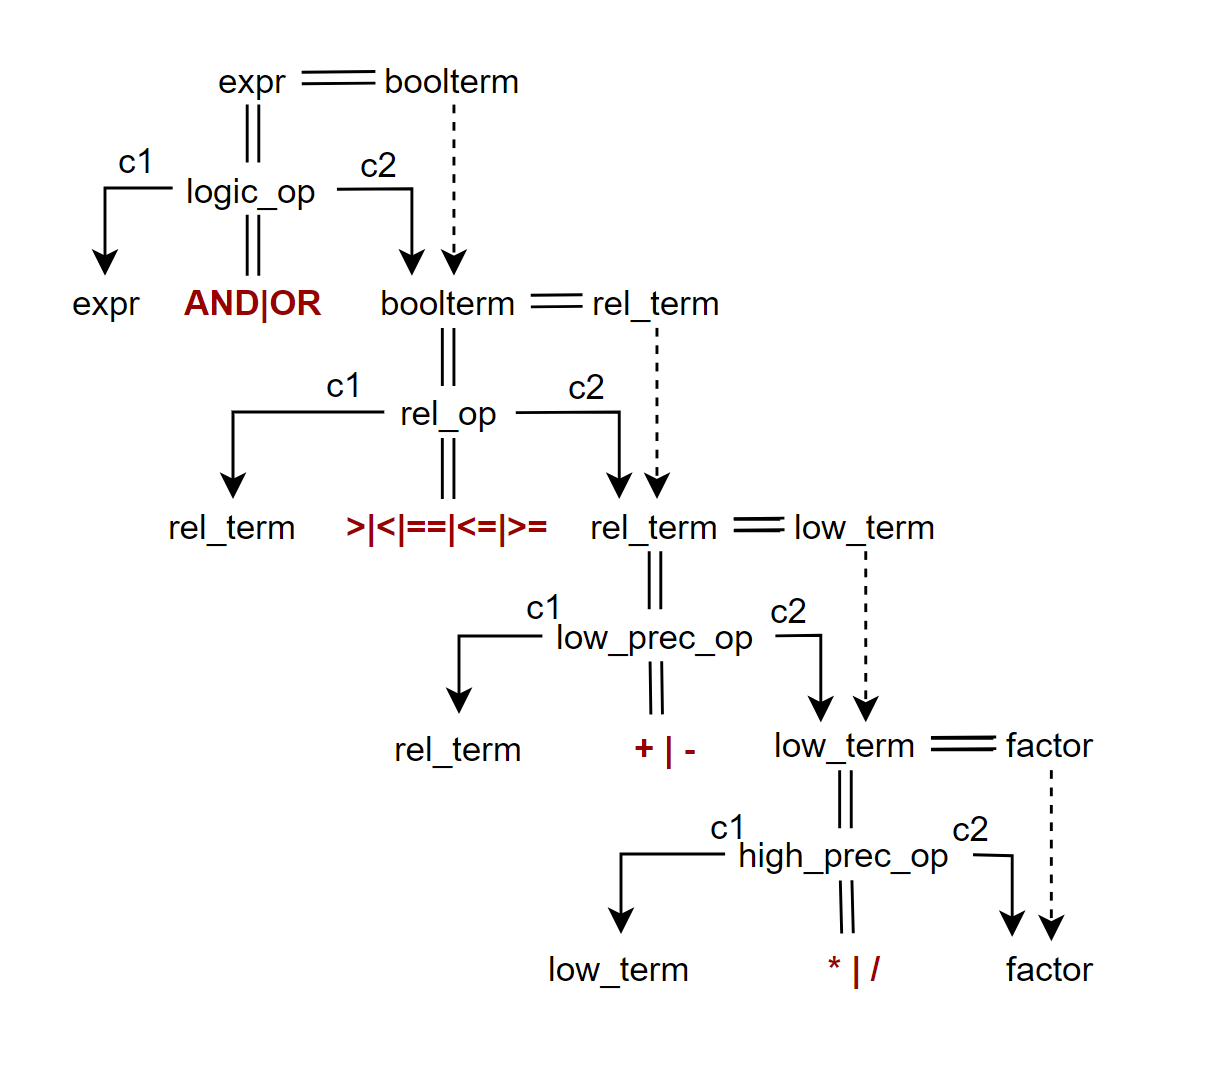 expr boolterm
c1 c2
logic_op
expr AND|OR boolterm rel_term
c1 c2
rel_op
rel_term >|<|==|<=|>= rel_term low_term
c1 c2
low_prec_op
rel_term + | - low_term factor
c1 c2
high_prec_op
low_term * | / factor